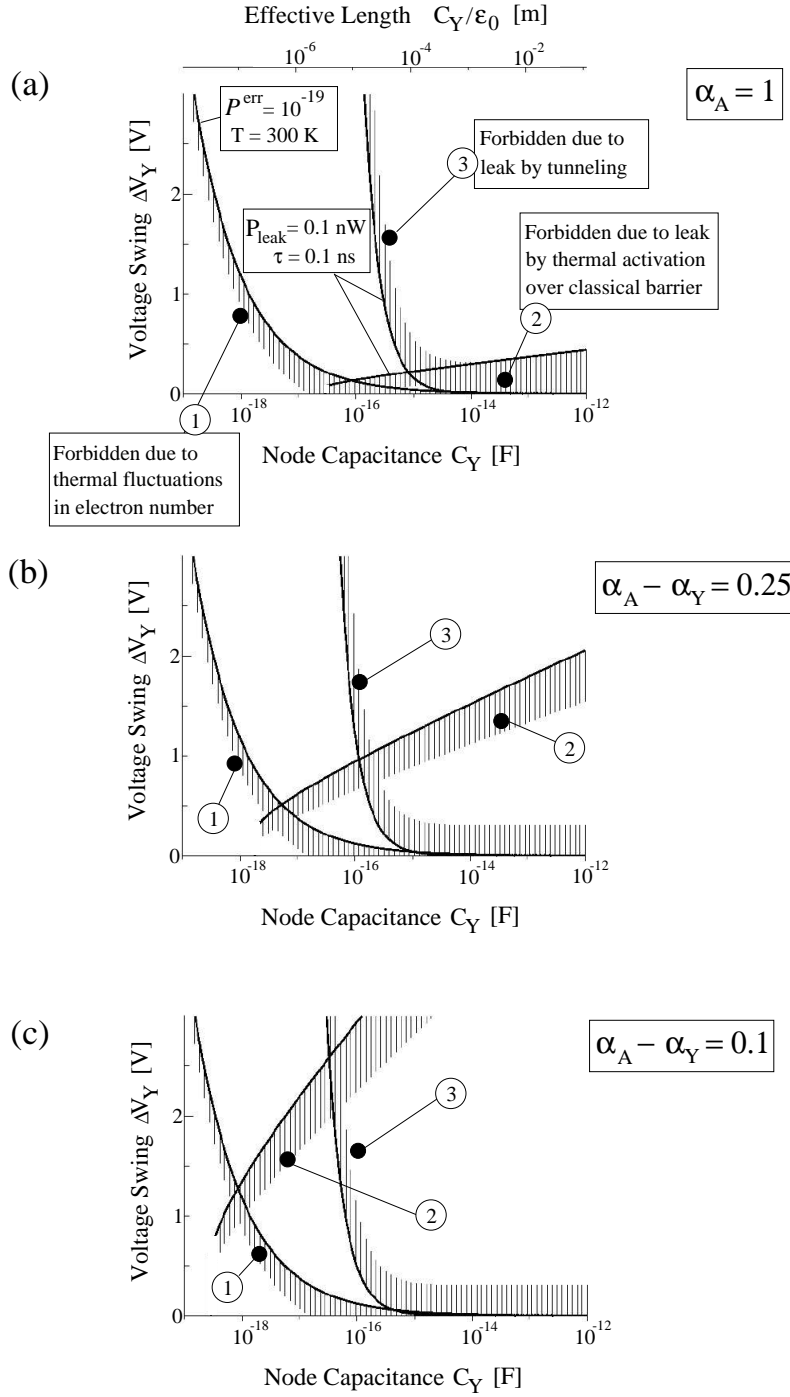 Effective Length C_Y/ε_0 [m]
10^-6 10^-4 10^-2
(a)
α_A = 1
P^err = 10^-19
T = 300 K
3
Forbidden due to
leak by tunneling
P_leak = 0.1 nW
τ = 0.1 ns
Forbidden due to leak
by thermal activation
over classical barrier
2
Voltage Swing ΔV_Y [V]
2
1
0
1
10^-18 10^-16 10^-14 10^-12
Forbidden due to
thermal fluctuations
in electron number
Node Capacitance C_Y [F]
(b)
α_A − α_Y = 0.25
Voltage Swing ΔV_Y [V]
2
1
0
3
2
1
10^-18 10^-16 10^-14 10^-12
Node Capacitance C_Y [F]
(c)
α_A − α_Y = 0.1
Voltage Swing ΔV_Y [V]
2
1
0
3
2
1
10^-18 10^-16 10^-14 10^-12
Node Capacitance C_Y [F]